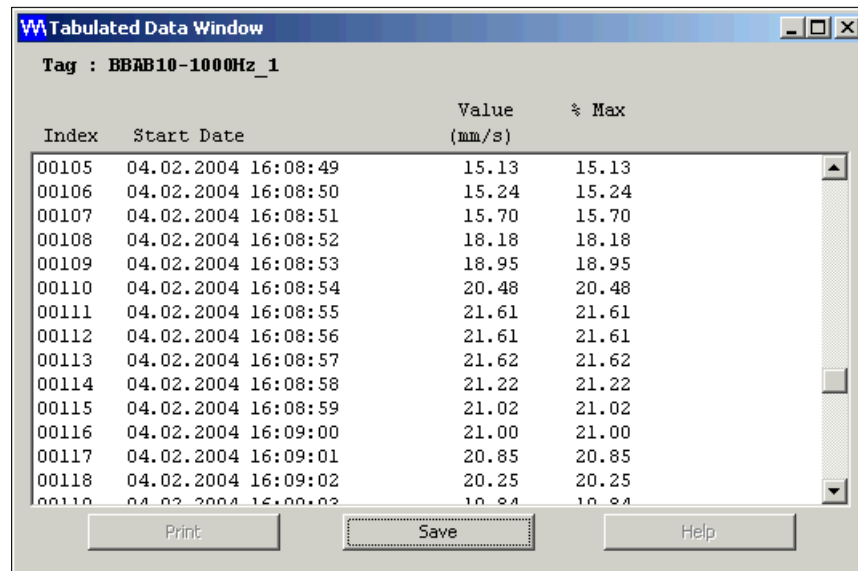 Tabulated Data Window
Tag : BBAB10-1000Hz_1
Value % Max
Index Start Date (mm/s)
00105 04.02.2004 16:08:49 15.13 15.13
00106 04.02.2004 16:08:50 15.24 15.24
00107 04.02.2004 16:08:51 15.70 15.70
00108 04.02.2004 16:08:52 18.18 18.18
00109 04.02.2004 16:08:53 18.95 18.95
00110 04.02.2004 16:08:54 20.48 20.48
00111 04.02.2004 16:08:55 21.61 21.61
00112 04.02.2004 16:08:56 21.61 21.61
00113 04.02.2004 16:08:57 21.62 21.62
00114 04.02.2004 16:08:58 21.22 21.22
00115 04.02.2004 16:08:59 21.02 21.02
00116 04.02.2004 16:09:00 21.00 21.00
00117 04.02.2004 16:09:01 20.85 20.85
00118 04.02.2004 16:09:02 20.25 20.25
Print Save Help